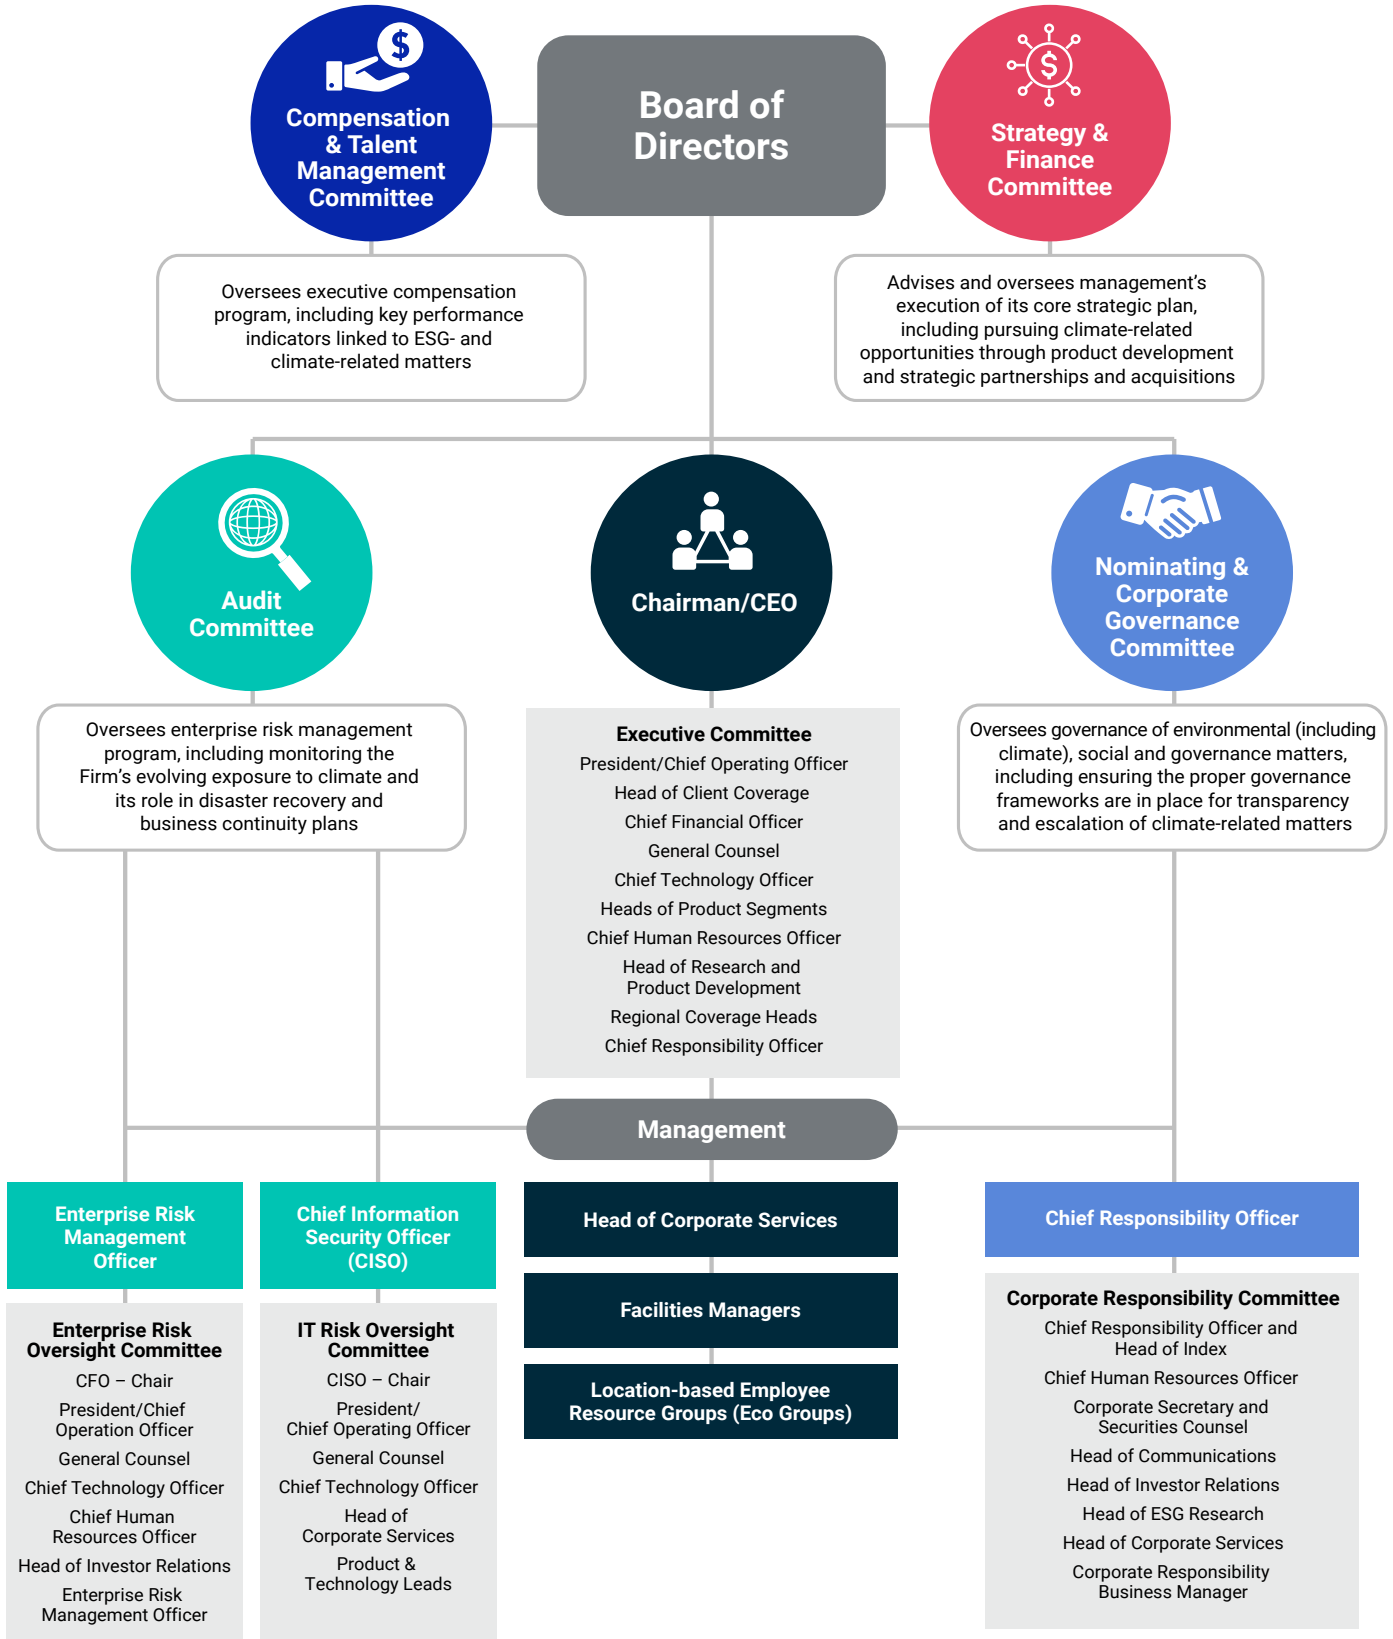 Compensation
& Talent
Management
Committee
Board of
Directors
Strategy &
Finance
Committee
Oversees executive compensation
program, including key performance
indicators linked to ESG- and
climate-related matters
Advises and oversees management’s
execution of its core strategic plan,
including pursuing climate-related
opportunities through product development
and strategic partnerships and acquisitions
Audit
Committee
Chairman/CEO
Nominating &
Corporate
Governance
Committee
Oversees enterprise risk management
program, including monitoring the
Firm’s evolving exposure to climate and
its role in disaster recovery and
business continuity plans
Executive Committee
President/Chief Operating Officer
Head of Client Coverage
Chief Financial Officer
General Counsel
Chief Technology Officer
Heads of Product Segments
Chief Human Resources Officer
Head of Research and
Product Development
Regional Coverage Heads
Chief Responsibility Officer
Oversees governance of environmental (including
climate), social and governance matters,
including ensuring the proper governance
frameworks are in place for transparency
and escalation of climate-related matters
Management
Enterprise Risk
Management
Officer
Enterprise Risk
Oversight Committee
CFO – Chair
President/Chief
Operation Officer
General Counsel
Chief Technology Officer
Chief Human
Resources Officer
Head of Investor Relations
Enterprise Risk
Management Officer
Chief Information
Security Officer
(CISO)
IT Risk Oversight
Committee
CISO – Chair
President/
Chief Operating Officer
General Counsel
Chief Technology Officer
Head of
Corporate Services
Product &
Technology Leads
Head of Corporate Services
Facilities Managers
Location-based Employee
Resource Groups (Eco Groups)
Chief Responsibility Officer
Corporate Responsibility Committee
Chief Responsibility Officer and
Head of Index
Chief Human Resources Officer
Corporate Secretary and
Securities Counsel
Head of Communications
Head of Investor Relations
Head of ESG Research
Head of Corporate Services
Corporate Responsibility
Business Manager